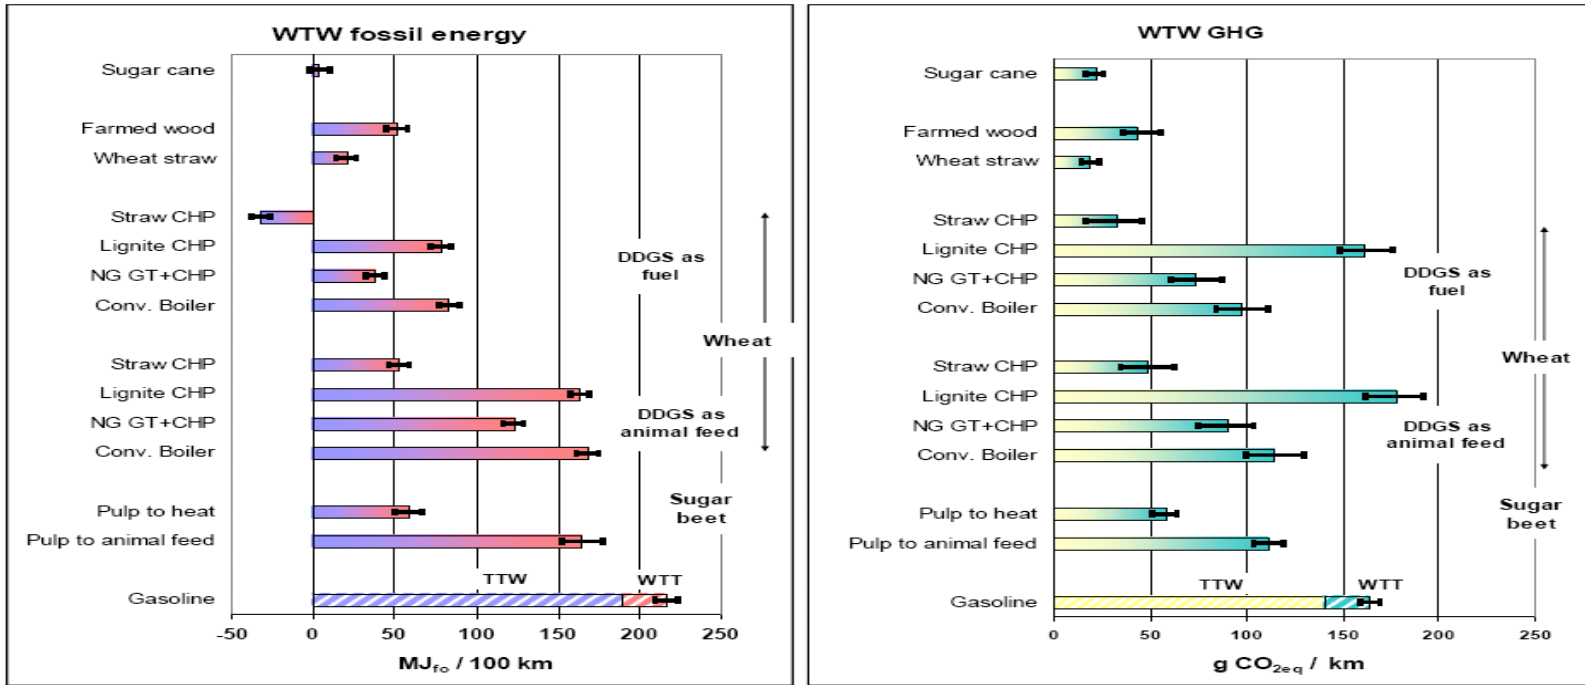 WTW fossil energy
Sugar cane
Farmed wood
Wheat straw
Straw CHP
Lignite CHP
NG GT+CHP
Conv. Boiler
DDGS as
fuel
Wheat
Straw CHP
Lignite CHP
NG GT+CHP
Conv. Boiler
DDGS as
animal feed
Sugar
beet
Pulp to heat
Pulp to animal feed
TTW
WTT
Gasoline
-50 0 50 100 150 200 250
MJfo / 100 km
WTW GHG
Sugar cane
Farmed wood
Wheat straw
Straw CHP
Lignite CHP
NG GT+CHP
Conv. Boiler
DDGS as
fuel
Wheat
Straw CHP
Lignite CHP
NG GT+CHP
Conv. Boiler
DDGS as
animal feed
Sugar
beet
Pulp to heat
Pulp to animal feed
TTW
WTT
Gasoline
0 50 100 150 200 250
g CO2eq / km